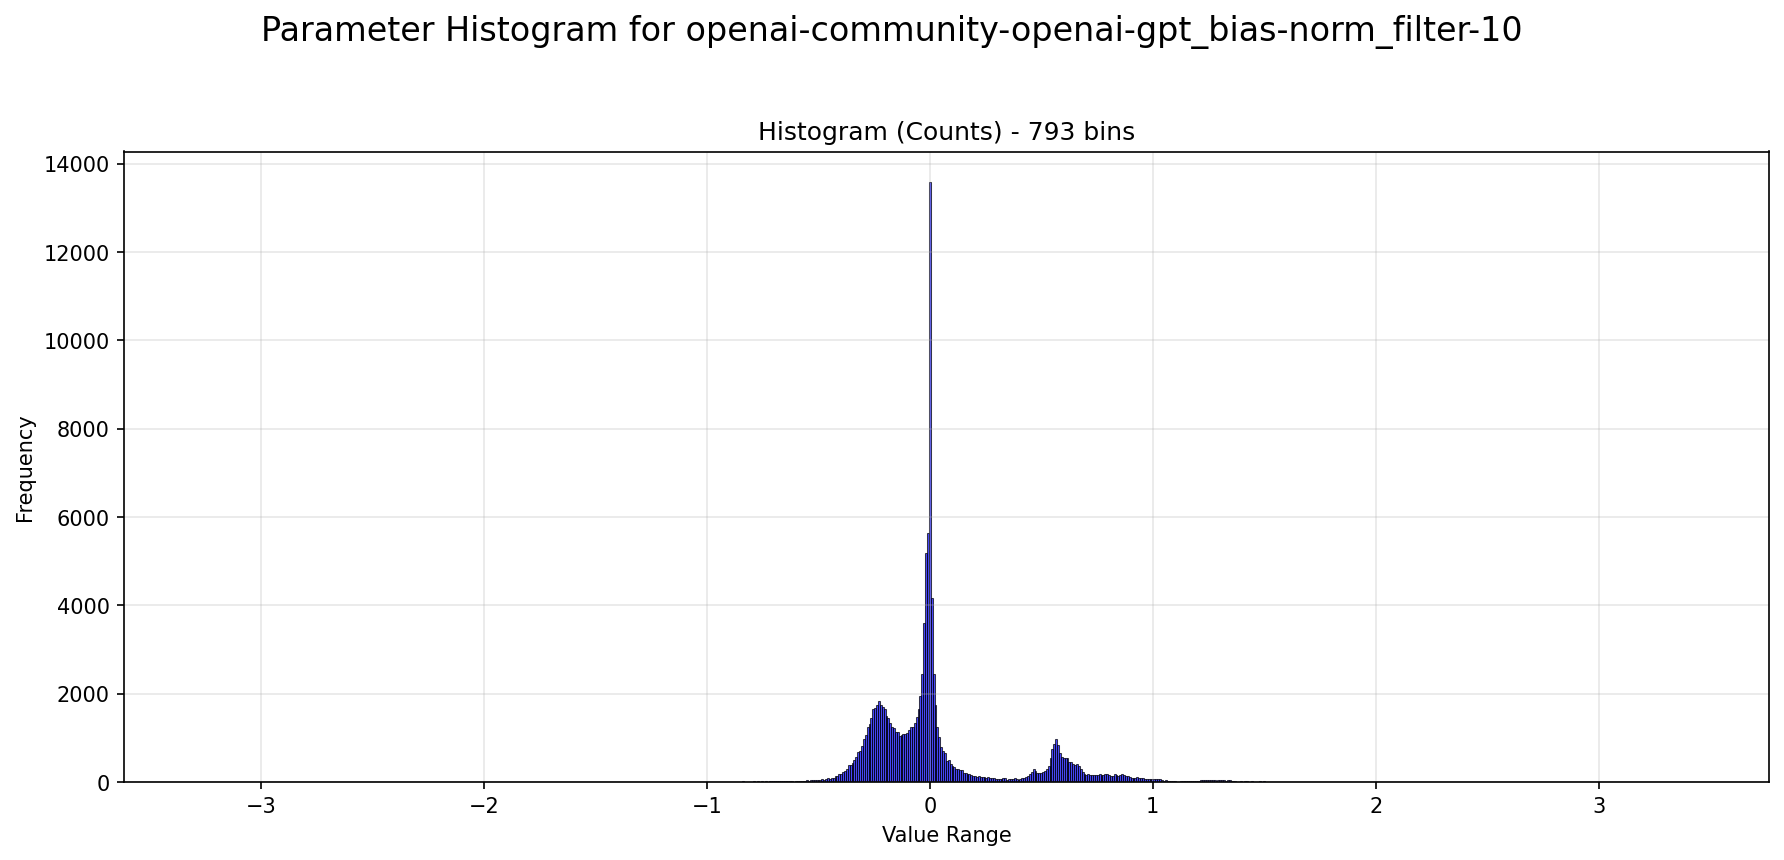 Parameter Histogram for openai-community-openai-gpt_bias-norm_filter-10
Histogram (Counts) - 793 bins
14000
12000
10000
8000
6000
4000
2000
0
Frequency
−3 −2 −1 0 1 2 3
Value Range